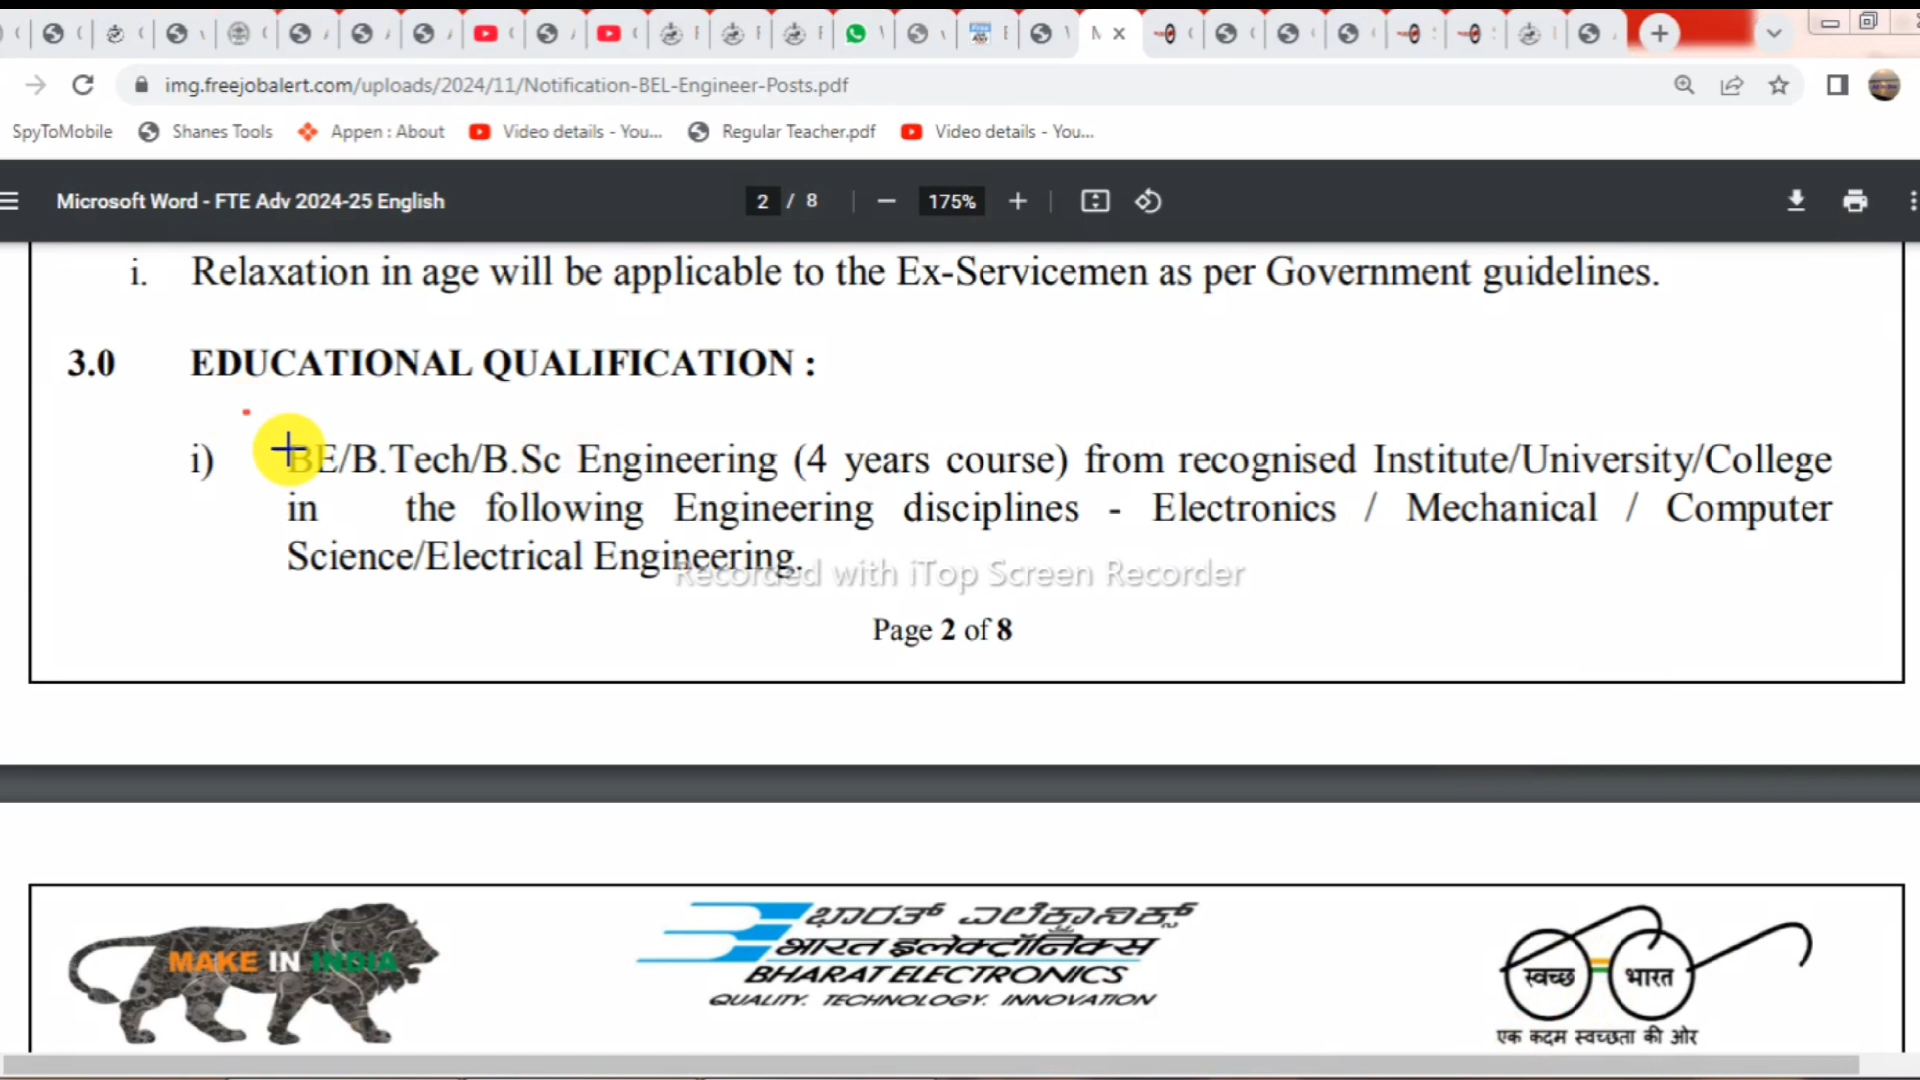 img.freejobalert.com/uploads/2024/11/Notification-BEL-Engineer-Posts.pdf
SpyToMobile Shanes Tools Appen : About Video details - You... Regular Teacher.pdf Video details - You...
Microsoft Word - FTE Adv 2024-25 English 2 / 8 175%
i. Relaxation in age will be applicable to the Ex-Servicemen as per Government guidelines.
3.0 EDUCATIONAL QUALIFICATION :
i) BE/B.Tech/B.Sc Engineering (4 years course) from recognised Institute/University/College
in the following Engineering disciplines - Electronics / Mechanical / Computer
Science/Electrical Engineering.
Recorded with iTop Screen Recorder
Page 2 of 8
MAKE IN INDIA
ಭಾರತ್ ಎಲೆಕ್ಟ್ರಾನಿಕ್ಸ್
भारत इलेक्ट्रॉनिक्स
BHARAT ELECTRONICS
QUALITY. TECHNOLOGY. INNOVATION
स्वच्छ भारत
एक कदम स्वच्छता की ओर